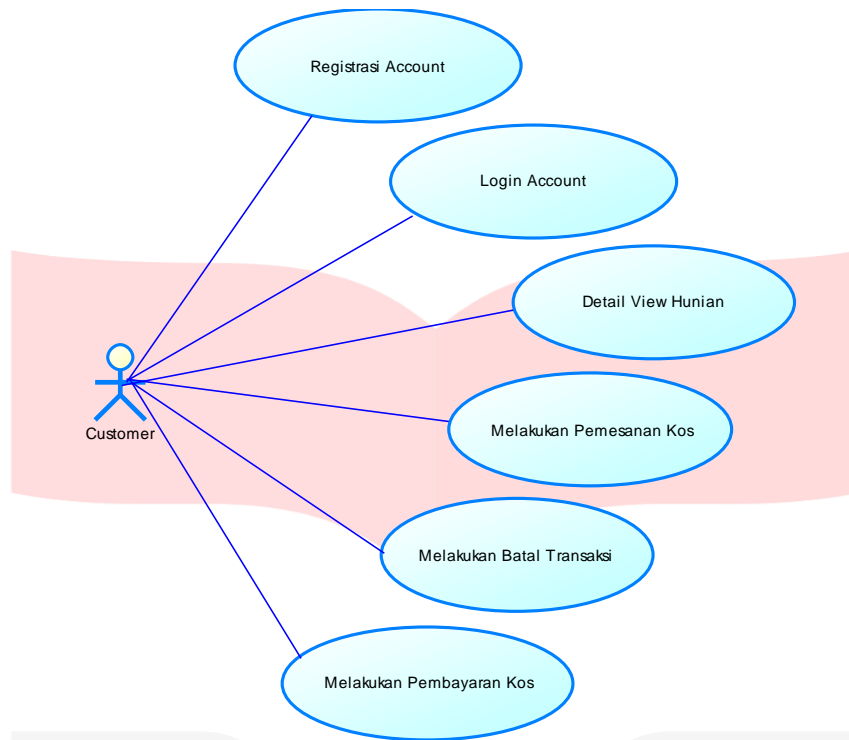 Registrasi Account
Login Account
Detail View Hunian
Customer
Melakukan Pemesanan Kos
Melakukan Batal Transaksi
Melakukan Pembayaran Kos